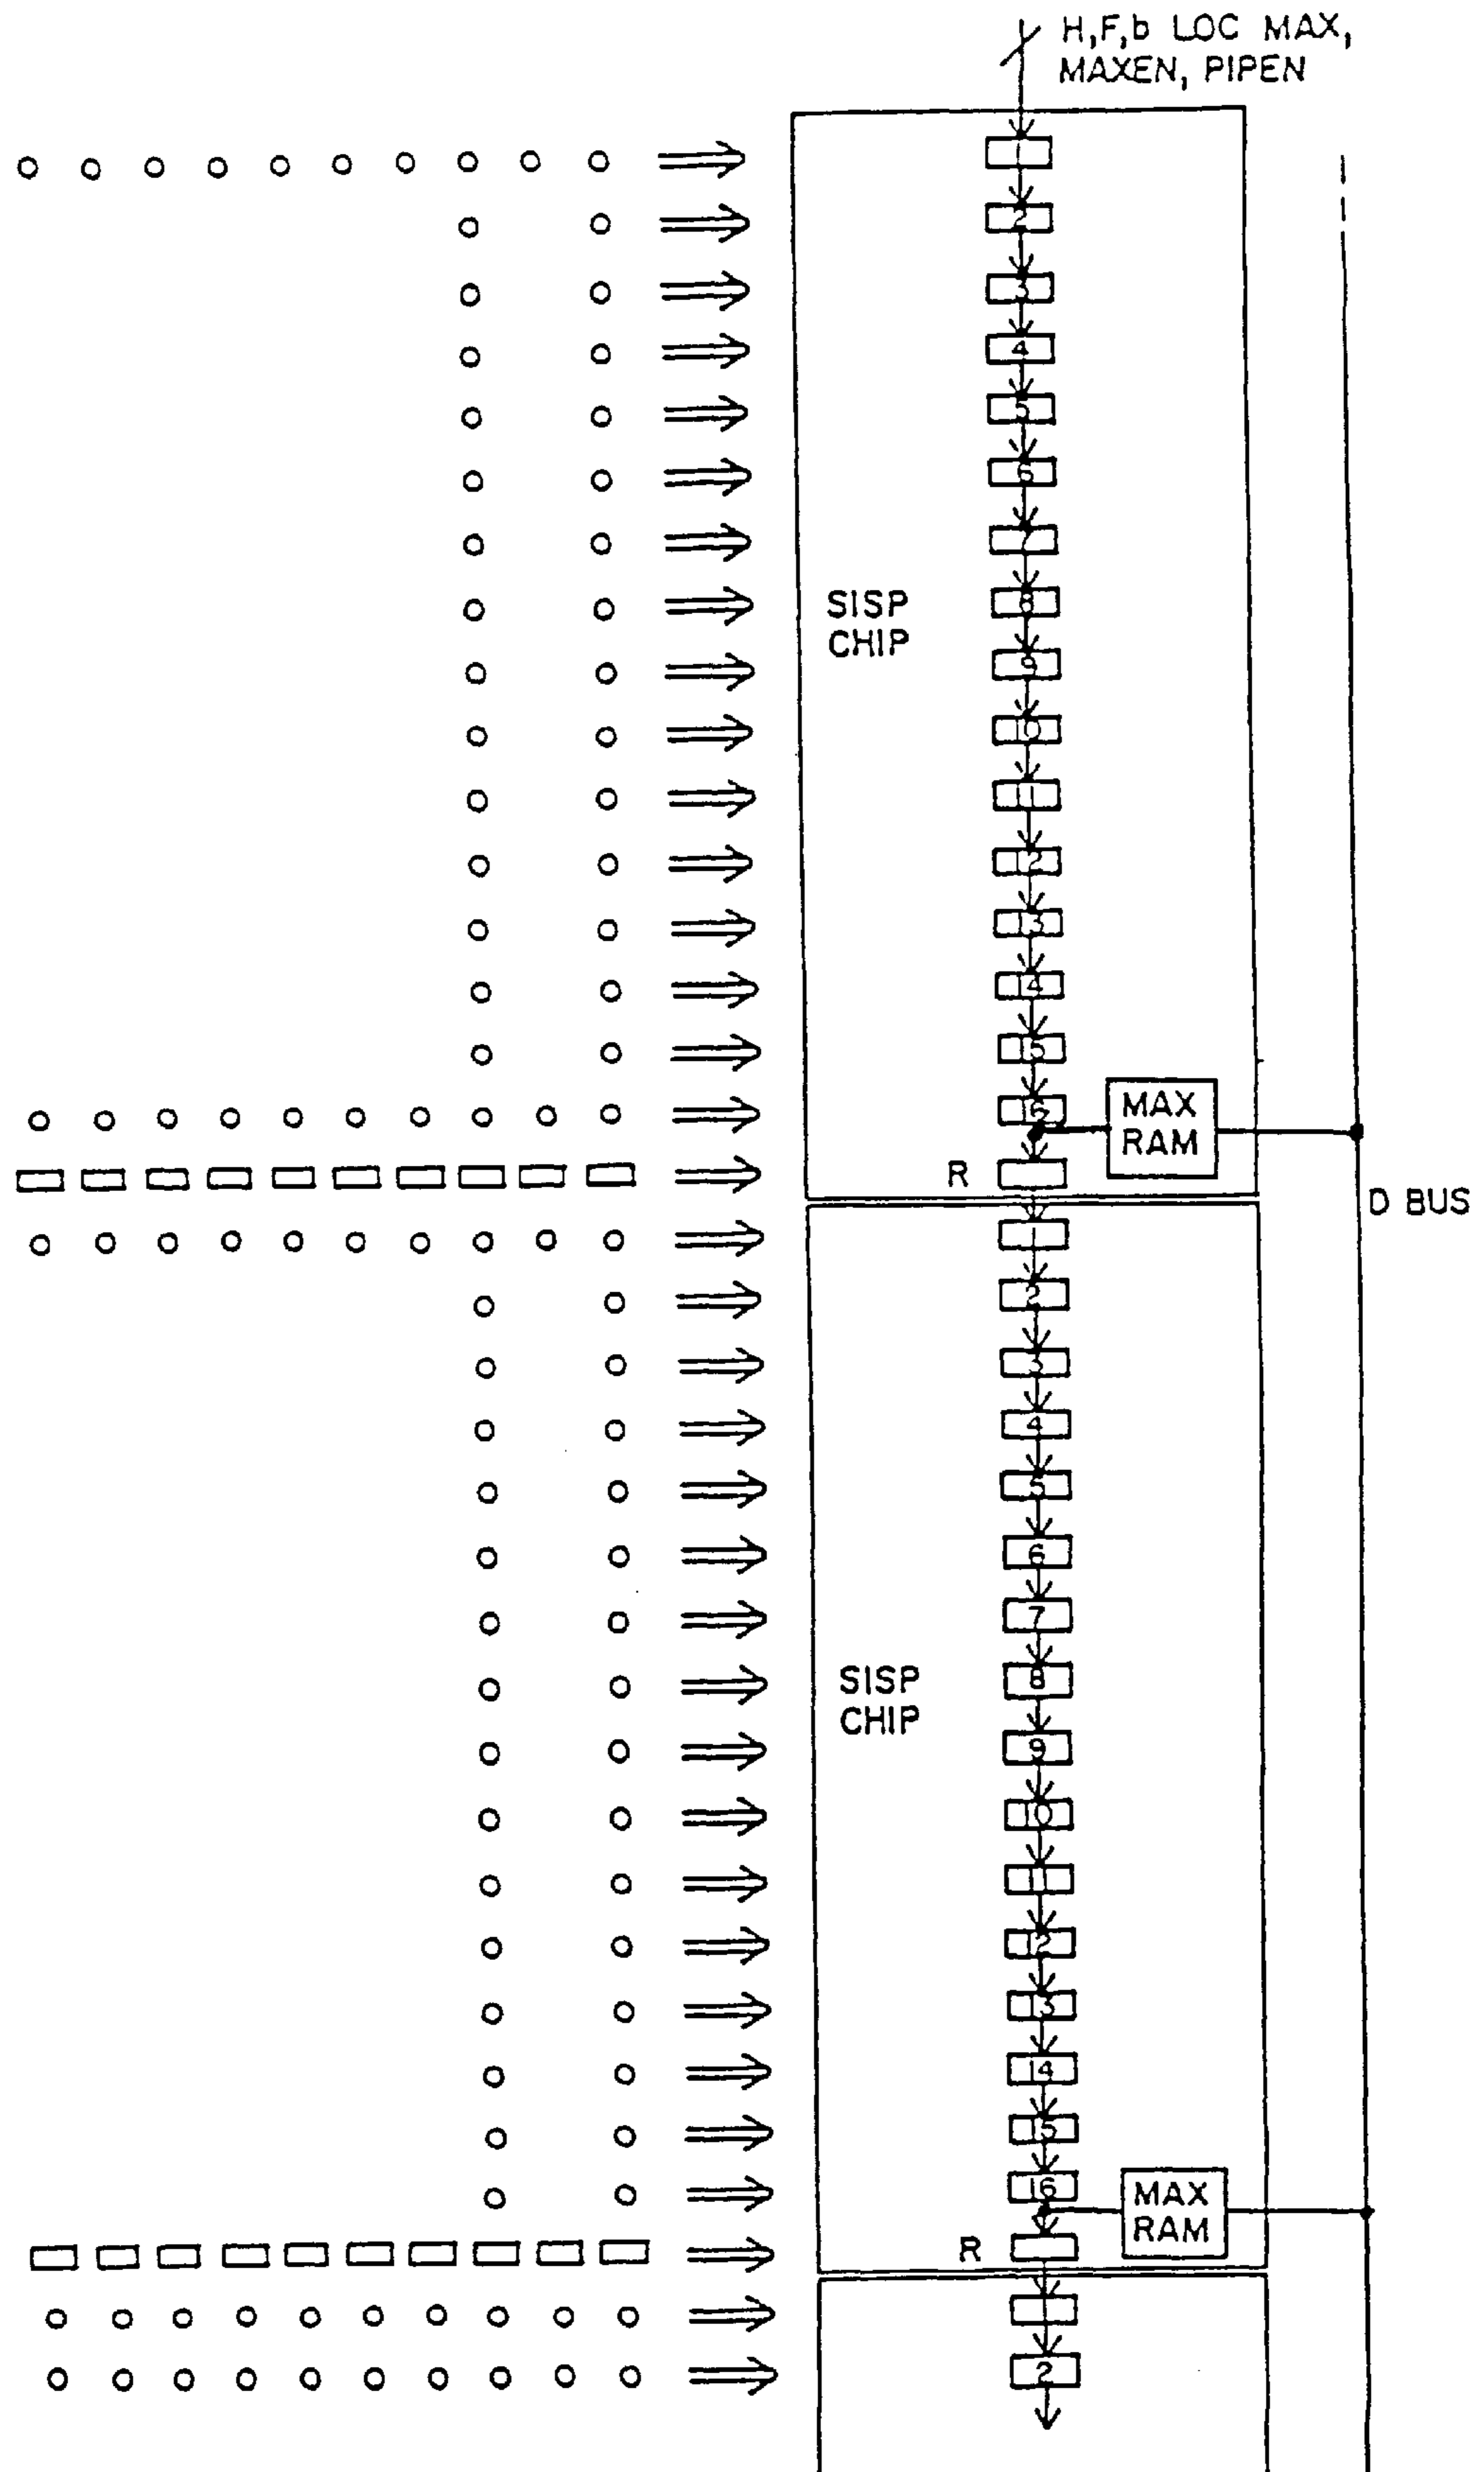 H,F,b LOC MAX,
MAXEN, PIPEN
1
2
3
4
5
6
7
SISP
CHIP
8
9
10
11
12
13
14
15
16
MAX
RAM
R
D BUS
1
2
3
4
5
6
7
SISP
CHIP
8
9
10
11
12
13
14
15
16
MAX
RAM
R
1
2